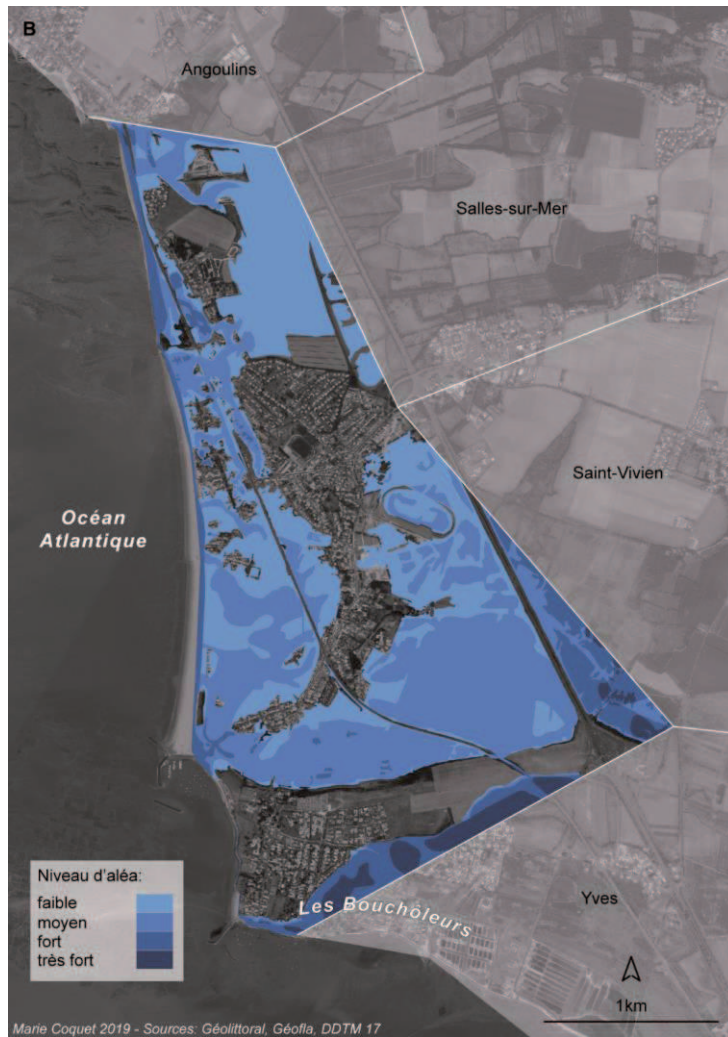 B
Angoulins
Salles-sur-Mer
Saint-Vivien
Océan
Atlantique
Niveau d'aléa:
faible
moyen
fort
très fort
Les Bouchôleurs
Yves
1km
Marie Coquet 2019 - Sources: Géolittoral, Géofla, DDTM 17